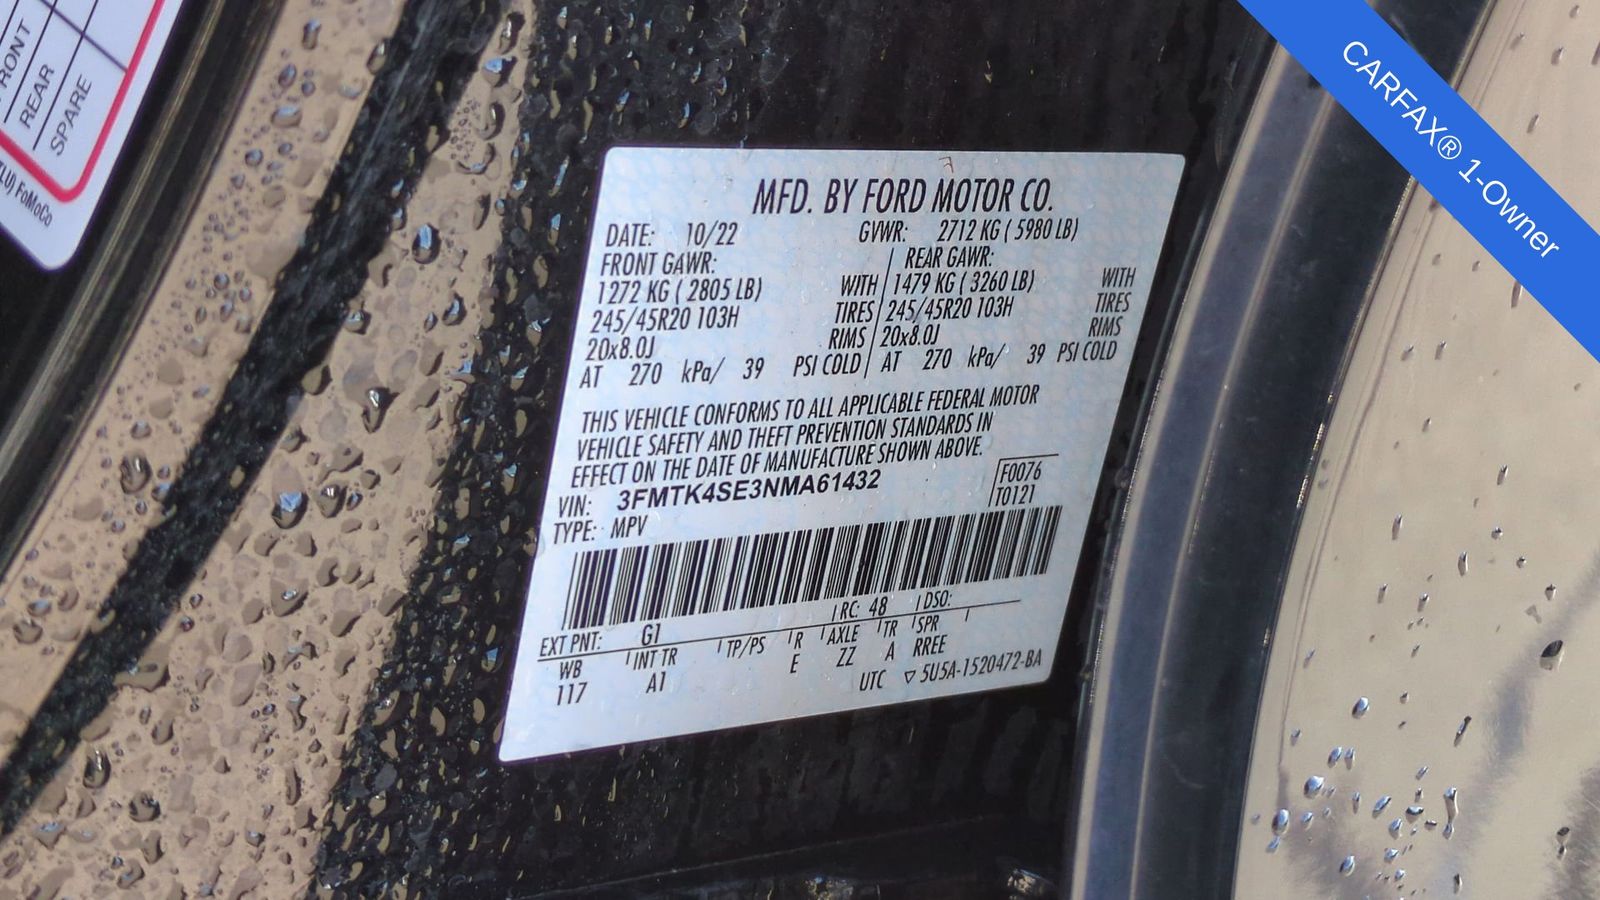 FRONT
REAR
SPARE
TLU) FoMoCo
CARFAX® 1-Owner
MFD. BY FORD MOTOR CO.
DATE: 10/22 GVWR: 2712 KG ( 5980 LB)
FRONT GAWR: REAR GAWR:
1272 KG ( 2805 LB) WITH 1479 KG ( 3260 LB) WITH
245/45R20 103H TIRES 245/45R20 103H TIRES
20x8.0J RIMS 20x8.0J RIMS
AT 270 kPa/ 39 PSI COLD AT 270 kPa/ 39 PSI COLD
THIS VEHICLE CONFORMS TO ALL APPLICABLE FEDERAL MOTOR
VEHICLE SAFETY AND THEFT PREVENTION STANDARDS IN
EFFECT ON THE DATE OF MANUFACTURE SHOWN ABOVE.
VIN: 3FMTK4SE3NMA61432 F0076
TYPE: MPV T0121
EXT PNT: G1 RC: 48 DSO:
WB INT TR TP/PS R AXLE TR SPR
117 A1 E ZZ A RREE
UTC ▽ 5U5A-1520472-BA